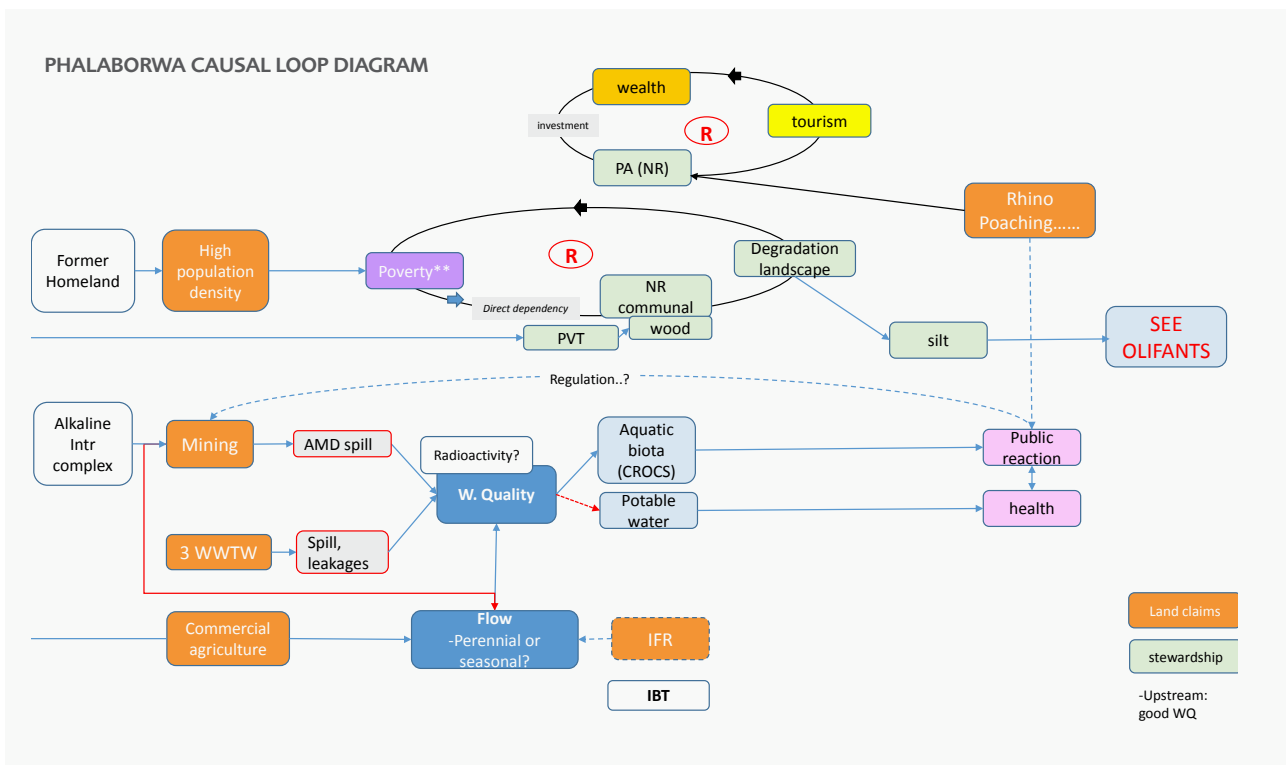 PHALABORWA CAUSAL LOOP DIAGRAM
wealth
investment
tourism
R
PA (NR)
Rhino
Poaching......
Former
Homeland
High
population
density
Poverty**
R
Degradation
landscape
NR
communal
Direct dependency
wood
PVT
silt
SEE
OLIFANTS
Regulation..?
Alkaline
Intr
complex
Mining
AMD spill
Radioactivity?
W. Quality
Aquatic
biota
(CROCS)
Public
reaction
Potable
water
health
3 WWTW
Spill,
leakages
Commercial
agriculture
Flow
-Perennial or
seasonal?
IFR
IBT
Land claims
stewardship
-Upstream:
good WQ